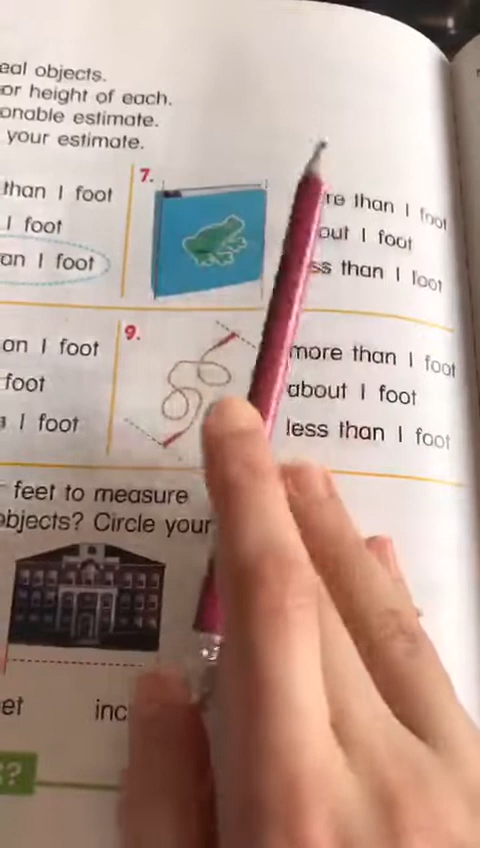 eal objects.
or height of each.
onable estimate.
your estimate.
than 1 foot
1 foot
an 1 foot
7.
re than 1 foot
out 1 foot
ss than 1 foot
an 1 foot
foot
1 foot
9.
more than 1 foot
about 1 foot
less than 1 foot
feet to measure
objects? Circle your
et inc
?